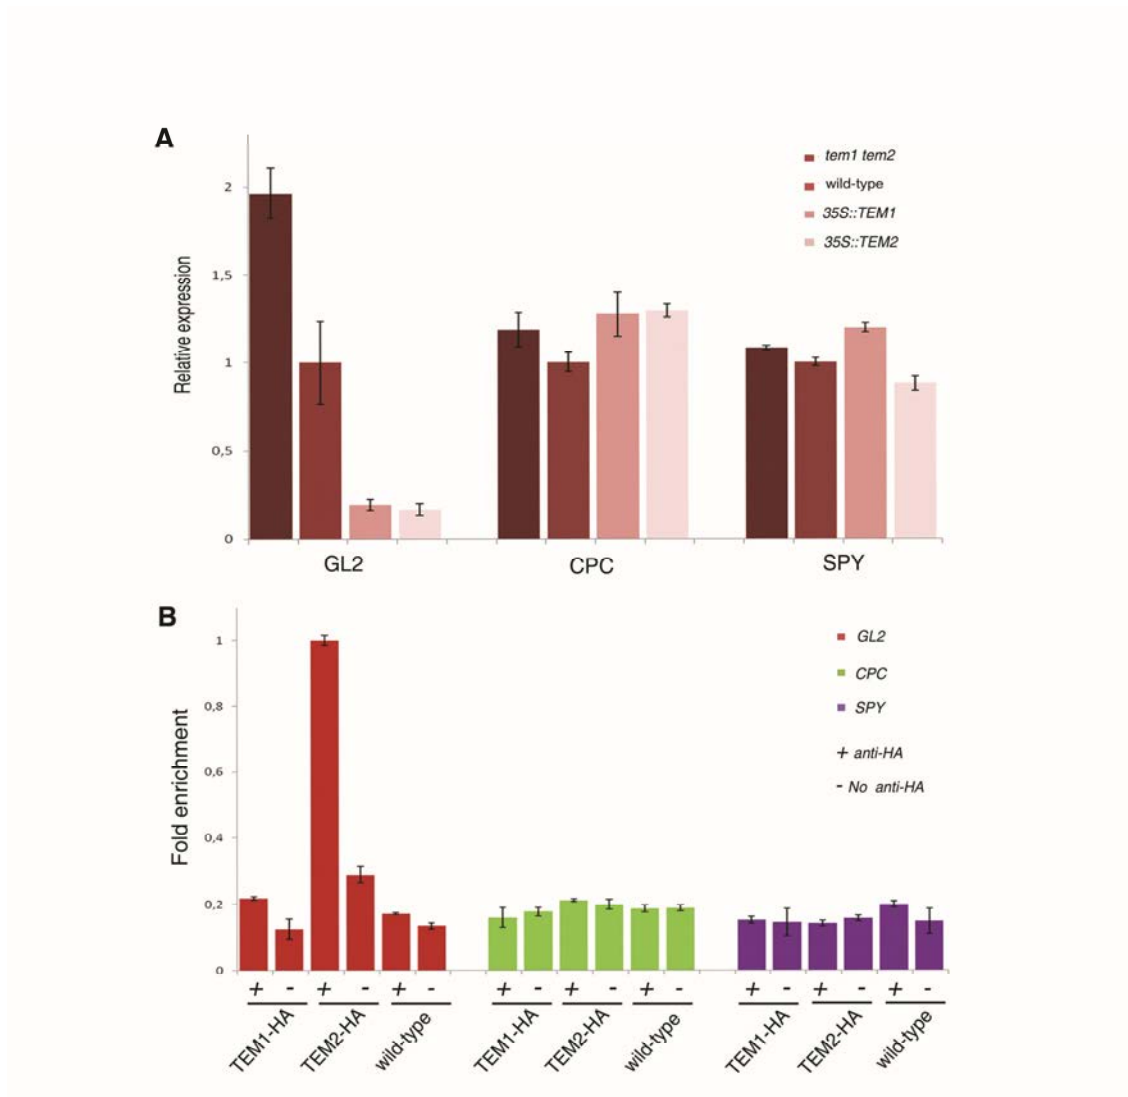 A
Relative expression
2
1,5
1
0,5
0
tem1 tem2
wild-type
35S::TEM1
35S::TEM2
GL2
CPC
SPY
B
Fold enrichment
1
0,8
0,6
0,4
0,2
0
GL2
CPC
SPY
+ anti-HA
- No anti-HA
+ - + - + - + - + - + - + - + - + -
TEM1-HA TEM2-HA wild-type TEM1-HA TEM2-HA wild-type TEM1-HA TEM2-HA wild-type